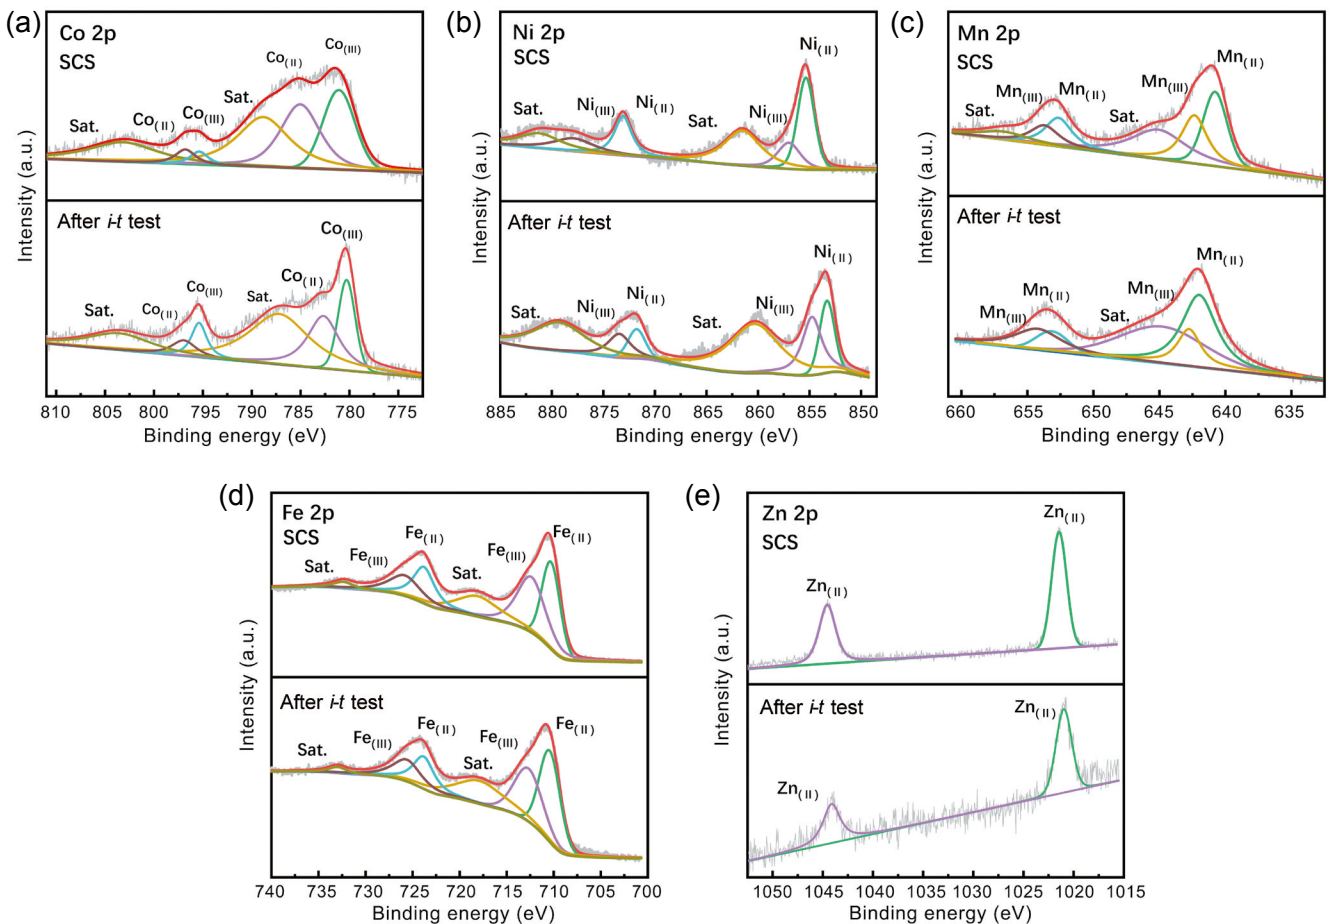 (a)
Co 2p
SCS
Sat.
Co(II)
Co(III)
Sat.
Co(II)
Co(III)
After i-t test
Sat.
Co(II)
Co(III)
Sat.
Co(II)
Co(III)
810 805 800 795 790 785 780 775
Binding energy (eV)
Intensity (a.u.)
(b)
Ni 2p
SCS
Sat.
Ni(III)
Ni(II)
Sat.
Ni(III)
Ni(II)
After i-t test
Sat.
Ni(III)
Ni(II)
Sat.
Ni(III)
Ni(II)
885 880 875 870 865 860 855 850
Binding energy (eV)
Intensity (a.u.)
(c)
Mn 2p
SCS
Sat.
Mn(III)
Mn(II)
Sat.
Mn(III)
Mn(II)
After i-t test
Mn(III)
Mn(II)
Sat.
Mn(III)
Mn(II)
660 655 650 645 640 635
Binding energy (eV)
Intensity (a.u.)
(d)
Fe 2p
SCS
Sat.
Fe(III)
Fe(II)
Sat.
Fe(III)
Fe(II)
After i-t test
Sat.
Fe(III)
Fe(II)
Sat.
Fe(III)
Fe(II)
740 735 730 725 720 715 710 705 700
Binding energy (eV)
Intensity (a.u.)
(e)
Zn 2p
SCS
Zn(II)
Zn(II)
After i-t test
Zn(II)
Zn(II)
1050 1045 1040 1035 1030 1025 1020 1015
Binding energy (eV)
Intensity (a.u.)